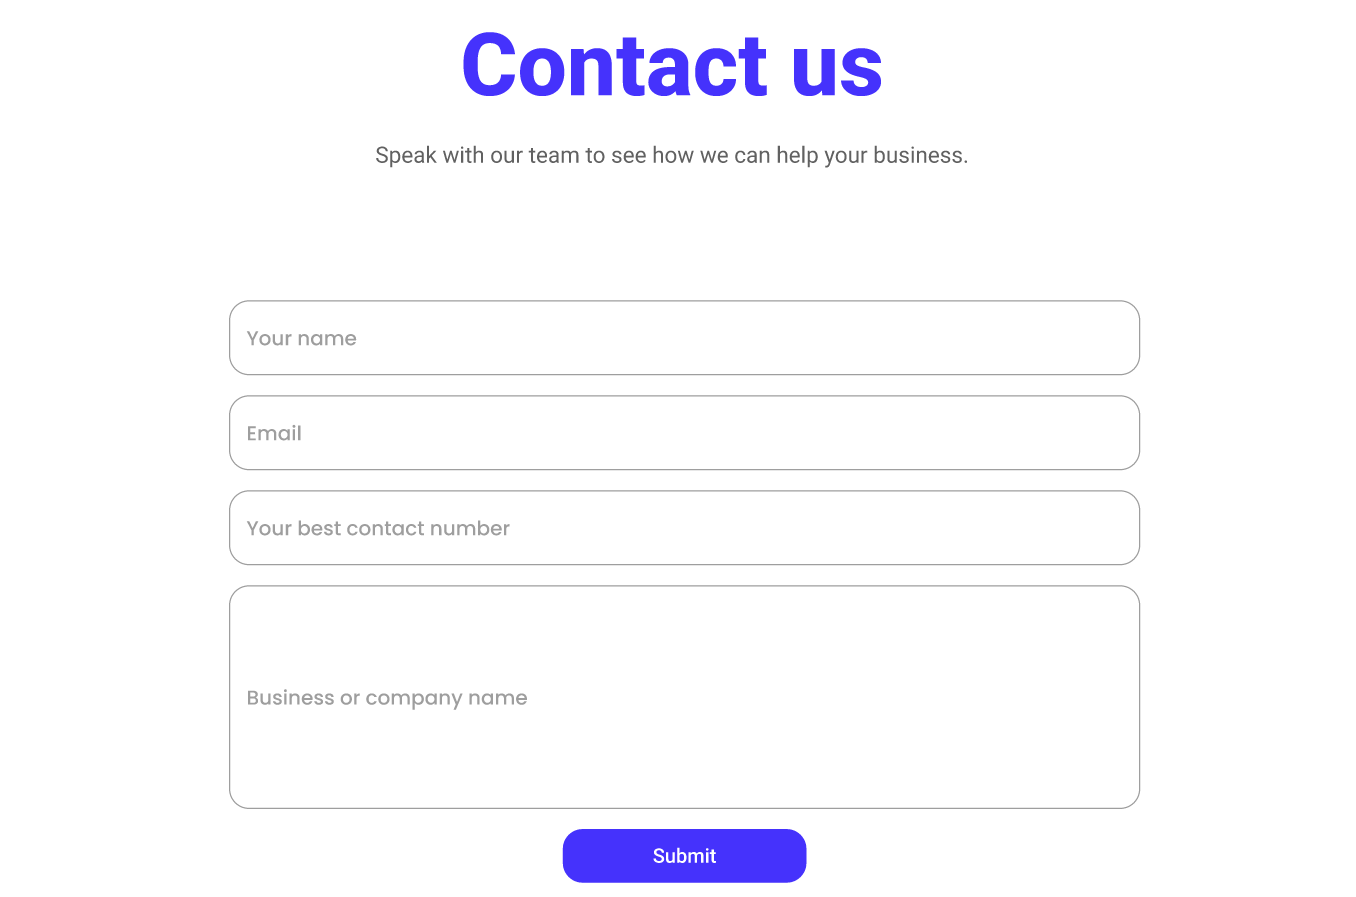 Contact us
Speak with our team to see how we can help your business.
Your name
Email
Your best contact number
Business or company name
Submit